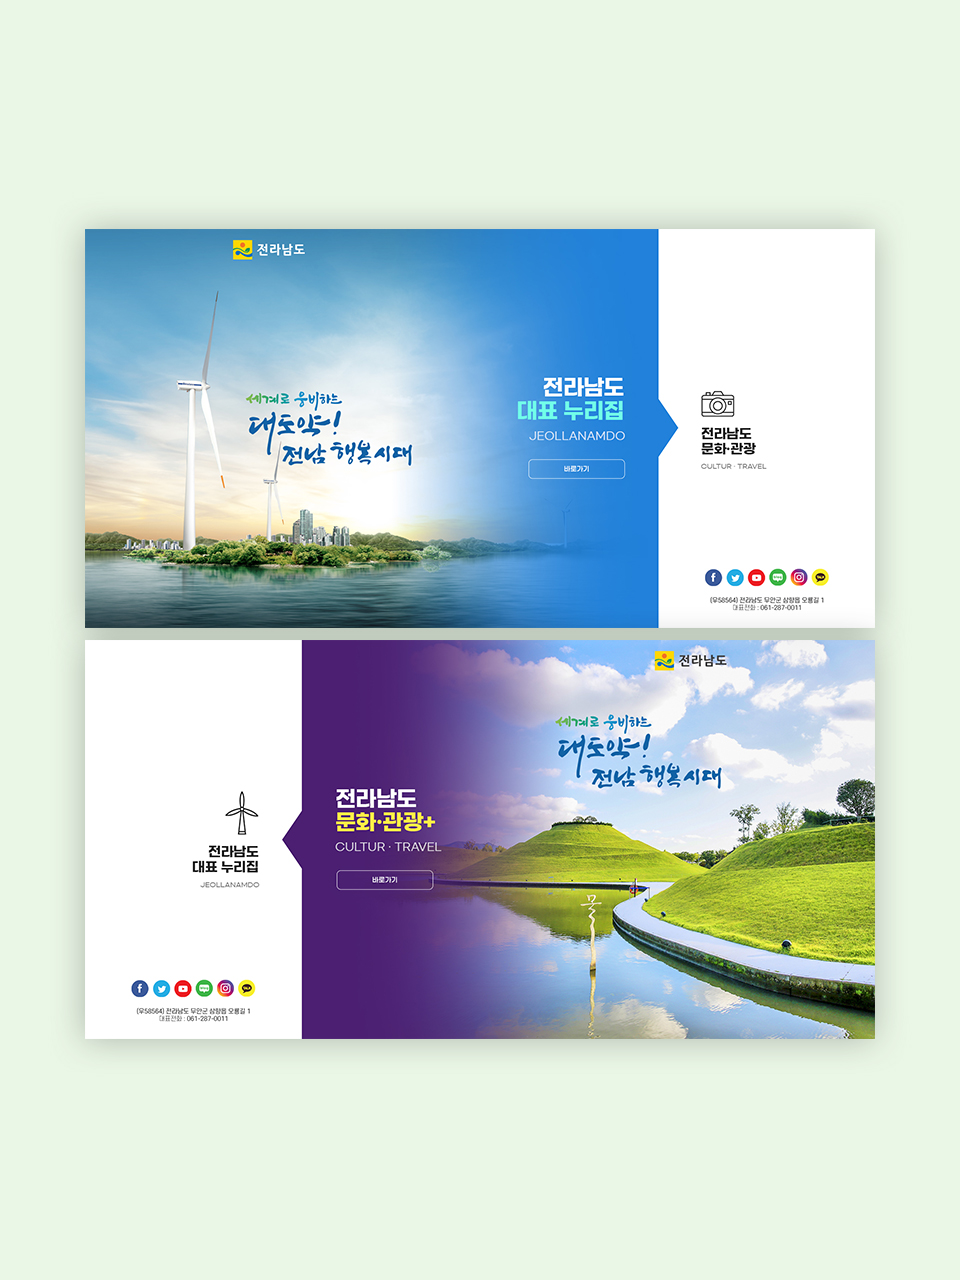 전라남도
세계로 웅비하는
대도약!
전남 행복시대
전라남도
대표 누리집
JEOLLANAMDO
바로가기
전라남도
문화·관광
CULTUR · TRAVEL
(우58564) 전라남도 무안군 삼향읍 오룡길 1
대표전화 : 061-287-0011
전라남도
세계로 웅비하는
대도약!
전남 행복시대
전라남도
대표 누리집
JEOLLANAMDO
전라남도
문화·관광+
CULTUR · TRAVEL
바로가기
물
(우58564) 전라남도 무안군 삼향읍 오룡길 1
대표전화 : 061-287-0011